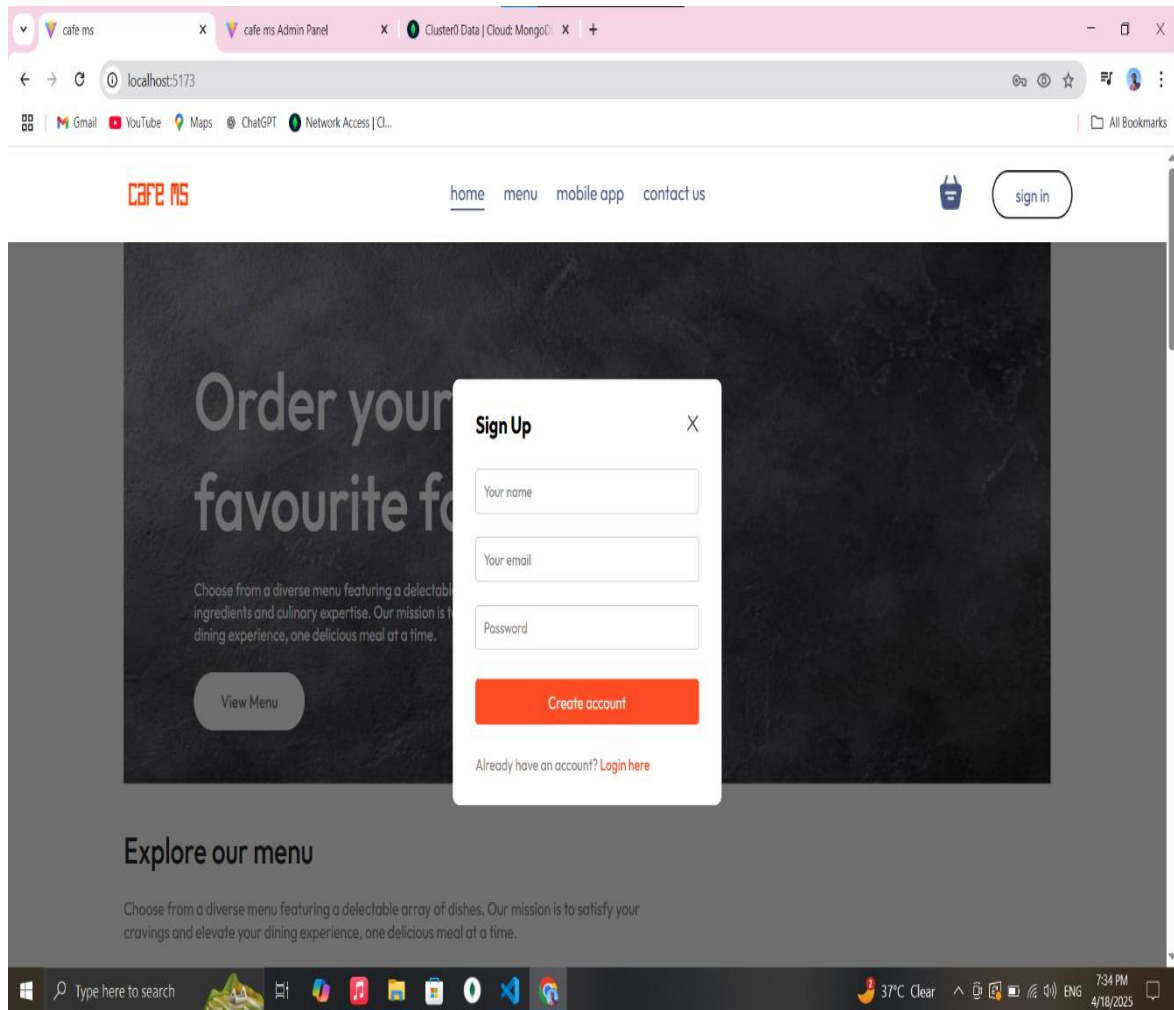 cafe ms
cafe ms Admin Panel
Cluster0 Data | Cloud: MongoD
localhost:5173
Gmail
YouTube
Maps
ChatGPT
Network Access | Cl...
All Bookmarks
cafe ms
home
menu
mobile app
contact us
sign in
Order your
favourite fo
Choose from a diverse menu featuring a delectabl
ingredients and culinary expertise. Our mission is t
dining experience, one delicious meal at a time.
View Menu
Sign Up
X
Your name
Your email
Password
Create account
Already have an account? Login here
Explore our menu
Choose from a diverse menu featuring a delectable array of dishes. Our mission is to satisfy your
cravings and elevate your dining experience, one delicious meal at a time.
Type here to search
2
37°C Clear
ENG
7:34 PM
4/18/2025